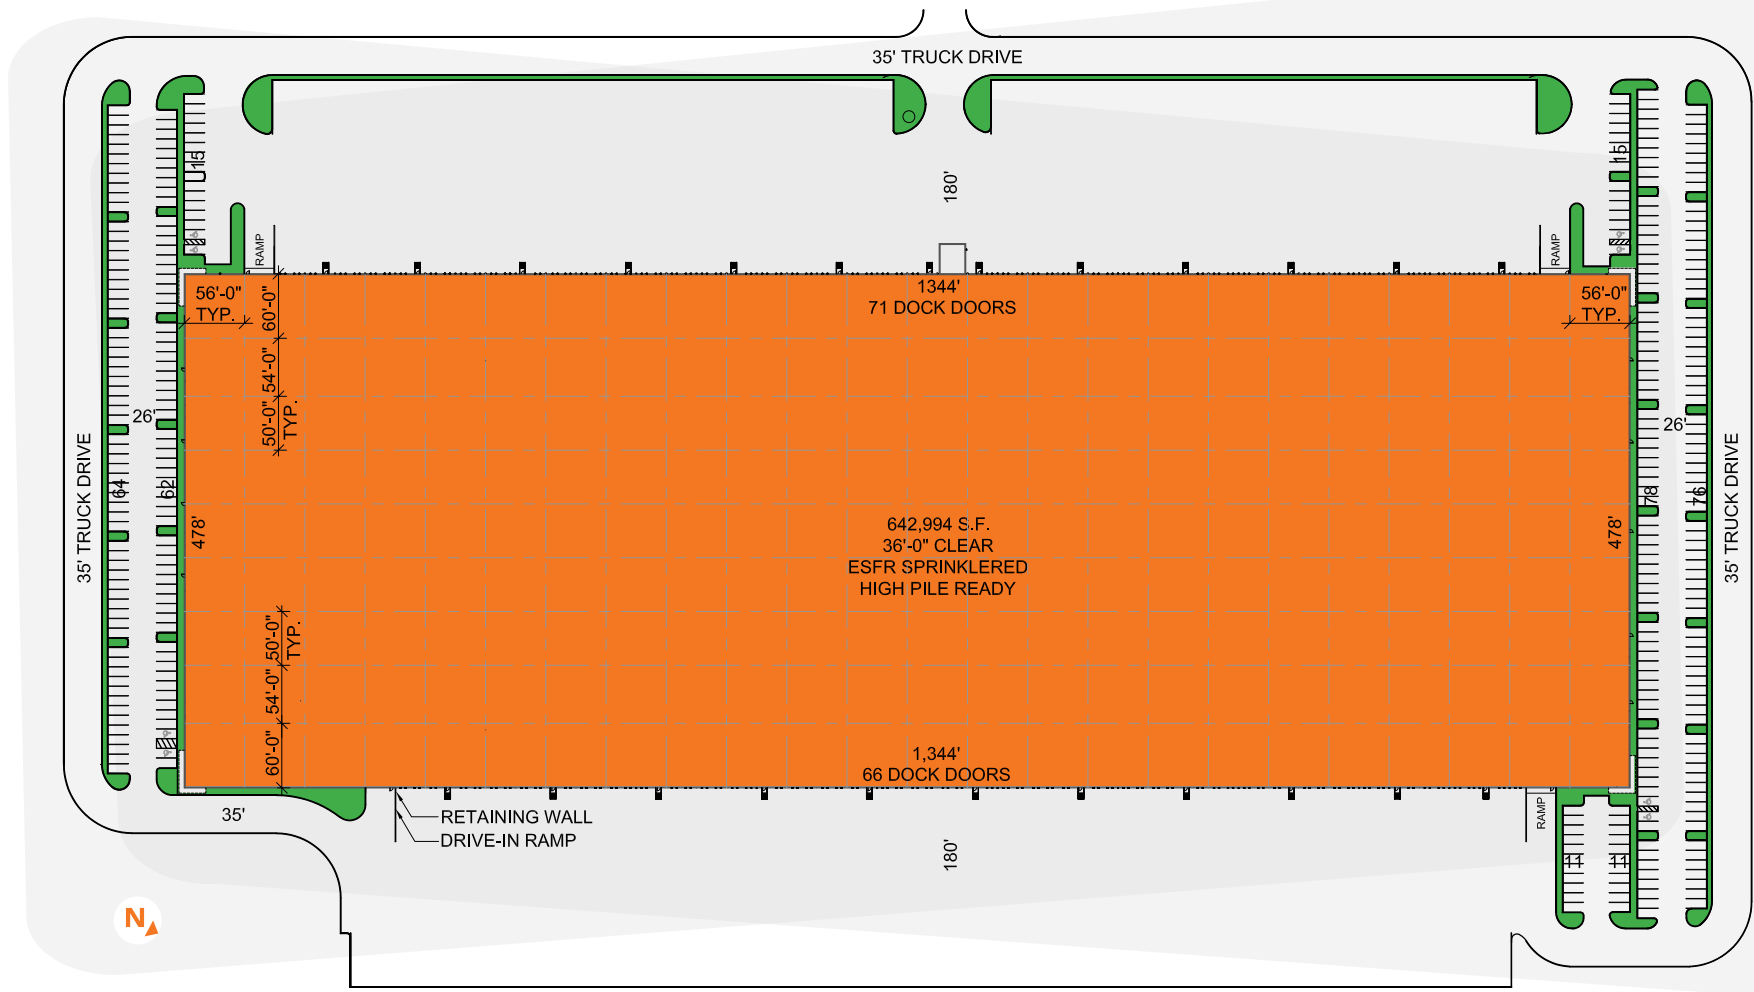 35' TRUCK DRIVE
15
15
180'
RAMP
RAMP
56'-0"
TYP.
60'-0"
1344'
71 DOCK DOORS
56'-0"
TYP.
54'-0"
50'-0"
TYP.
26'
26'
35' TRUCK DRIVE
64
62
478'
642,994 S.F.
36'-0" CLEAR
ESFR SPRINKLERED
HIGH PILE READY
478'
78
76
35' TRUCK DRIVE
50'-0"
TYP.
54'-0"
60'-0"
1,344'
66 DOCK DOORS
35'
RETAINING WALL
DRIVE-IN RAMP
180'
RAMP
11
11
N